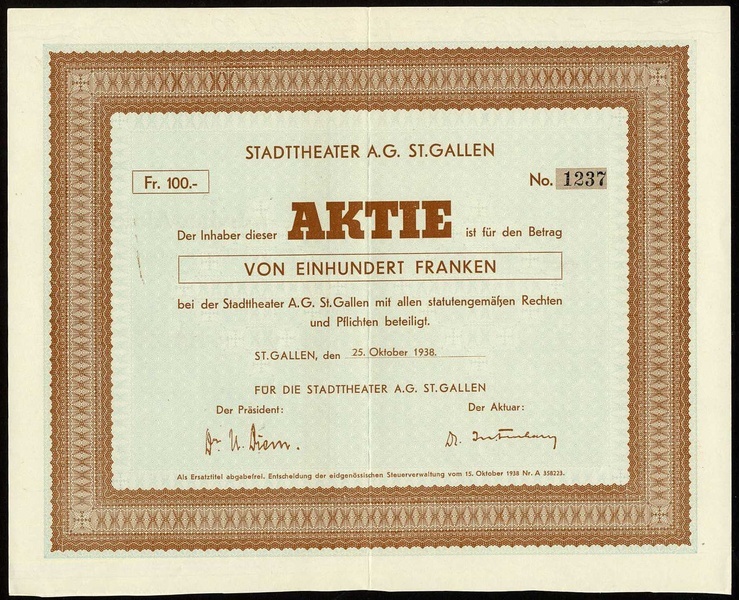 STADTTHEATER A.G. ST.GALLEN
Fr. 100.-
No. 1237
Der Inhaber dieser AKTIE ist für den Betrag
VON EINHUNDERT FRANKEN
bei der Stadttheater A.G. St.Gallen mit allen statutengemäßen Rechten
und Pflichten beteiligt.
ST.GALLEN, den 25. Oktober 1938.
FÜR DIE STADTTHEATER A.G. ST.GALLEN
Der Präsident:
Der Aktuar:
Dr. U. Diem.
Dr.
Als Ersatztitel abgabefrei. Entscheidung der eidgenössischen Steuerverwaltung vom 15. Oktober 1938 Nr. A 358223.